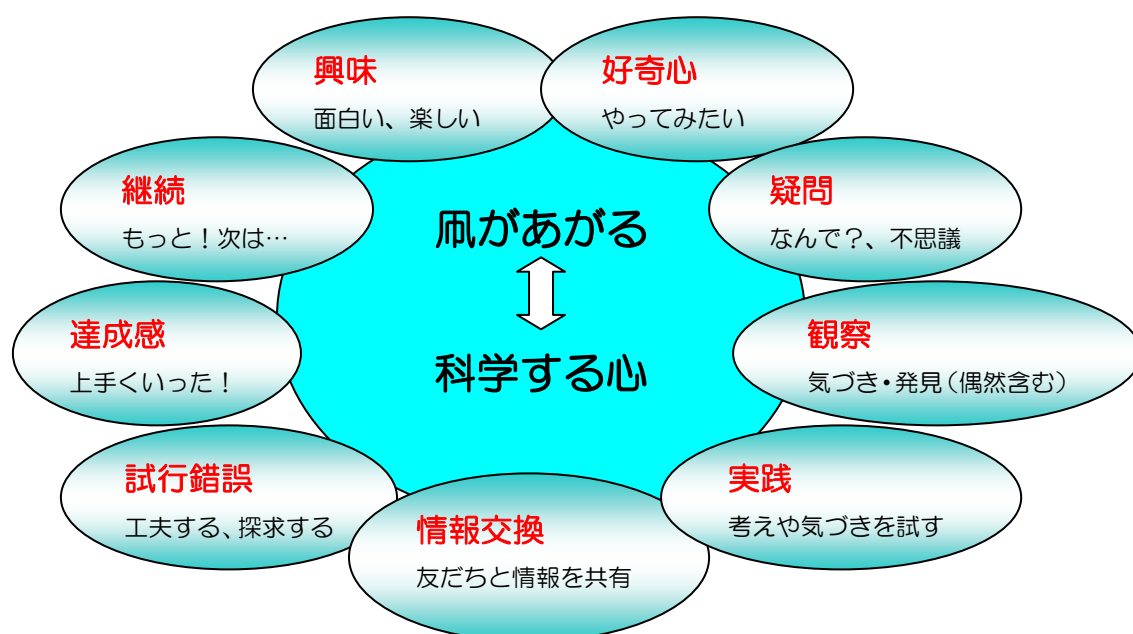 興味
面白い、楽しい
好奇心
やってみたい
疑問
なんで？、不思議
観察
気づき・発見（偶然含む）
実践
考えや気づきを試す
情報交換
友だちと情報を共有
試行錯誤
工夫する、探求する
達成感
上手くいった！
継続
もっと！次は…
凧があがる
科学する心